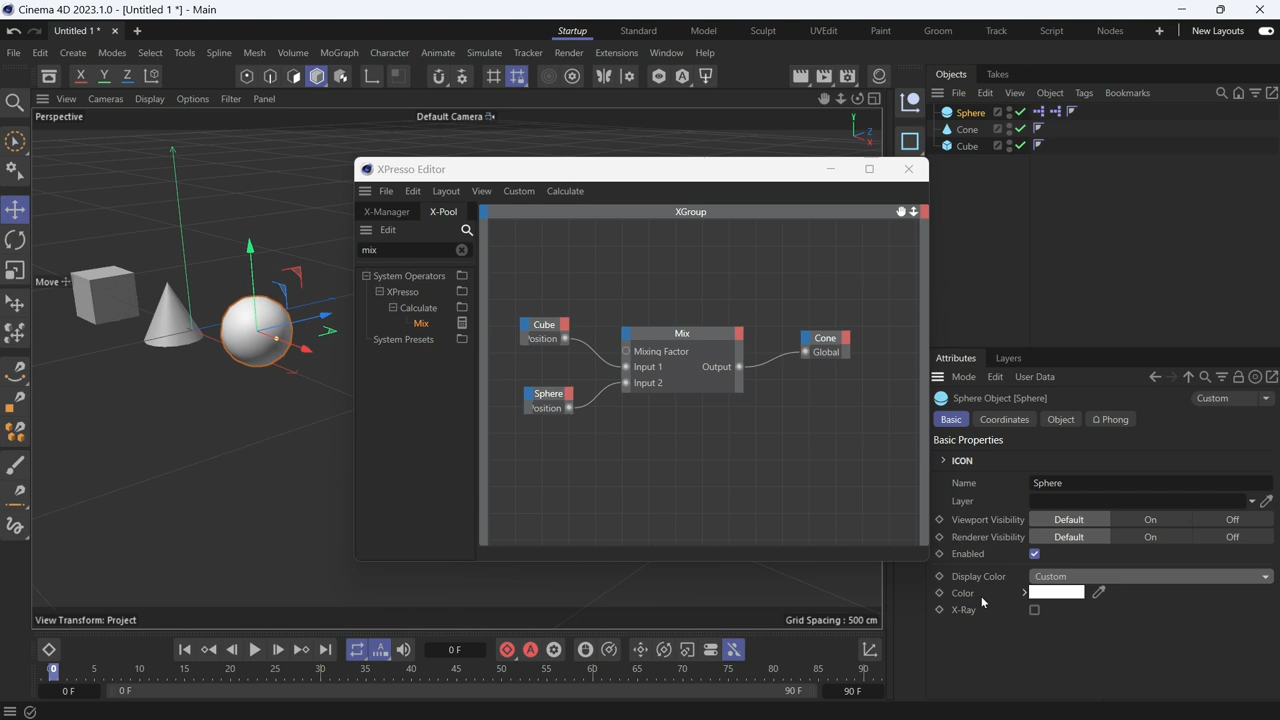 Cinema 4D 2023.1.0 - [Untitled 1 *] - Main
Untitled 1 * Startup Standard Model Sculpt UVEdit Paint Groom Track Script Nodes New Layouts
File Edit Create Modes Select Tools Spline Mesh Volume MoGraph Character Animate Simulate Tracker Render Extensions Window Help
X Y Z
Objects Takes
View Cameras Display Options Filter Panel
File Edit View Object Tags Bookmarks
Perspective Default Camera
Y Z X
Sphere
Cone
Cube
XPresso Editor
File Edit Layout View Custom Calculate
X-Manager X-Pool XGroup
Edit
mix
System Operators
XPresso
Calculate
Mix
System Presets
Move
Cube
Position
Mix
Mixing Factor
Input 1 Output
Input 2
Cone
Global
Sphere
Position
Attributes Layers
Mode Edit User Data
Sphere Object [Sphere] Custom
Basic Coordinates Object Phong
Basic Properties
ICON
Name Sphere
Layer
Viewport Visibility Default On Off
Renderer Visibility Default On Off
Enabled
Display Color Custom
Color
X-Ray
View Transform: Project Grid Spacing : 500 cm
0 F
0 5 10 15 20 25 30 35 40 45 50 55 60 65 70 75 80 85 90
0 F 0 F 90 F 90 F